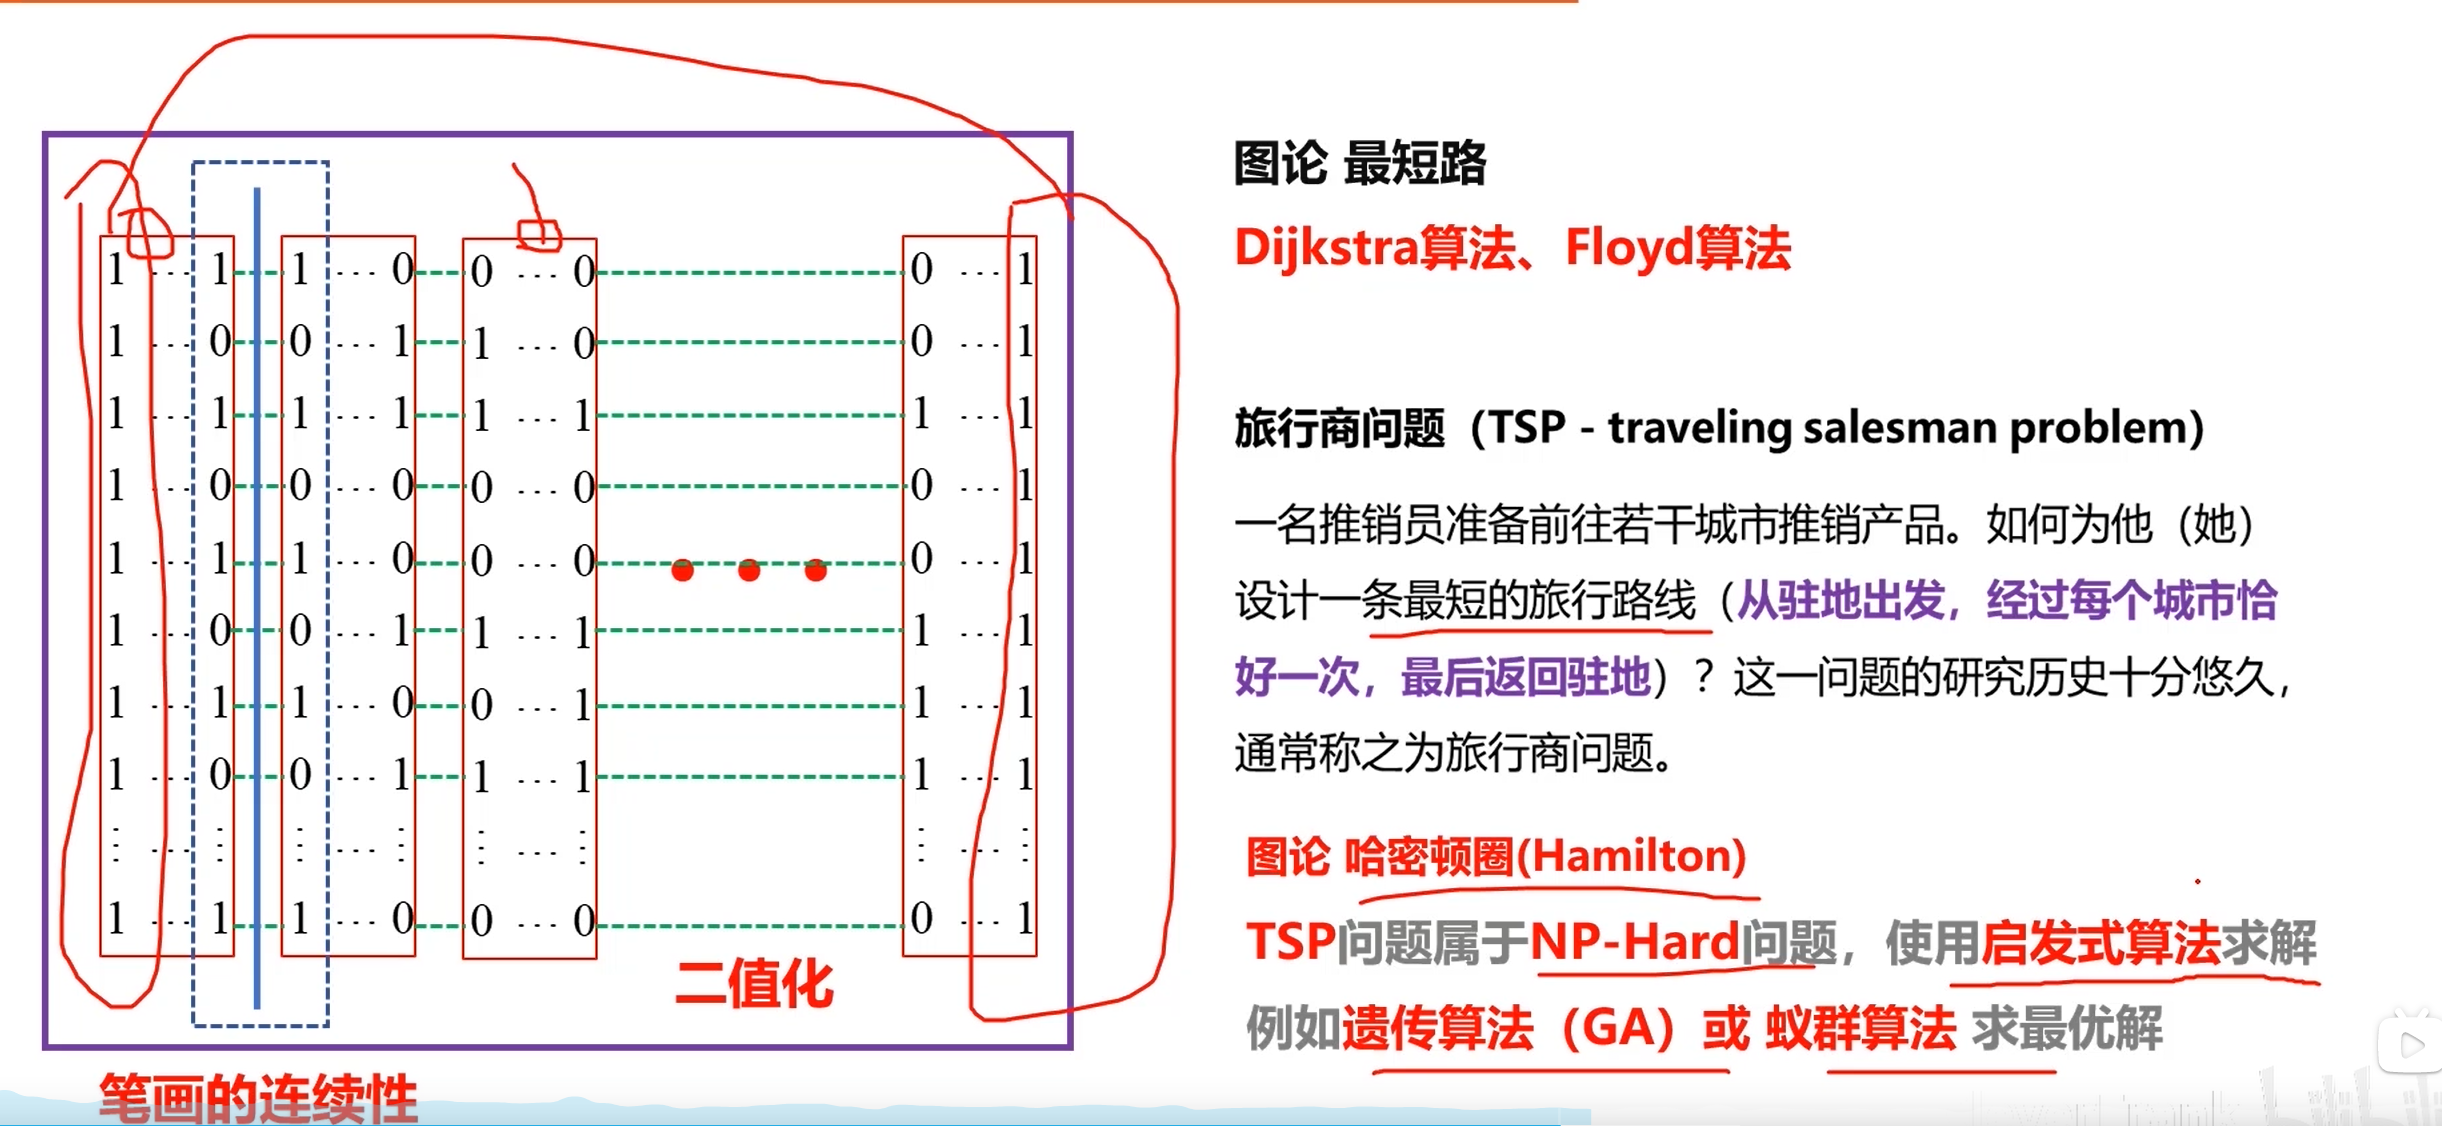 1 ... 1 1 ... 0 0 ... 0 0 ... 1
1 ... 0 0 ... 1 1 ... 0 0 ... 1
1 ... 1 1 ... 1 1 ... 1 1 ... 1
1 ... 0 0 ... 0 0 ... 0 0 ... 1
1 ... 1 1 ... 0 0 ... 0 0 ... 1
1 ... 0 0 ... 1 1 ... 1 1 ... 1
1 ... 1 1 ... 0 0 ... 1 1 ... 1
1 ... 0 0 ... 1 1 ... 1 1 ... 1
⋮ ... ⋮ ⋮ ... ⋮ ⋮ ... ⋮ ⋮ ... ⋮
1 ... 1 1 ... 0 0 ... 0 0 ... 1
二值化
笔画的连续性
图论 最短路
Dijkstra算法、Floyd算法
旅行商问题（TSP - traveling salesman problem）
一名推销员准备前往若干城市推销产品。如何为他（她）
设计一条最短的旅行路线（从驻地出发，经过每个城市恰
好一次，最后返回驻地）？这一问题的研究历史十分悠久，
通常称之为旅行商问题。
图论 哈密顿圈(Hamilton)
TSP问题属于NP-Hard问题，使用启发式算法求解
例如遗传算法（GA）或 蚁群算法 求最优解